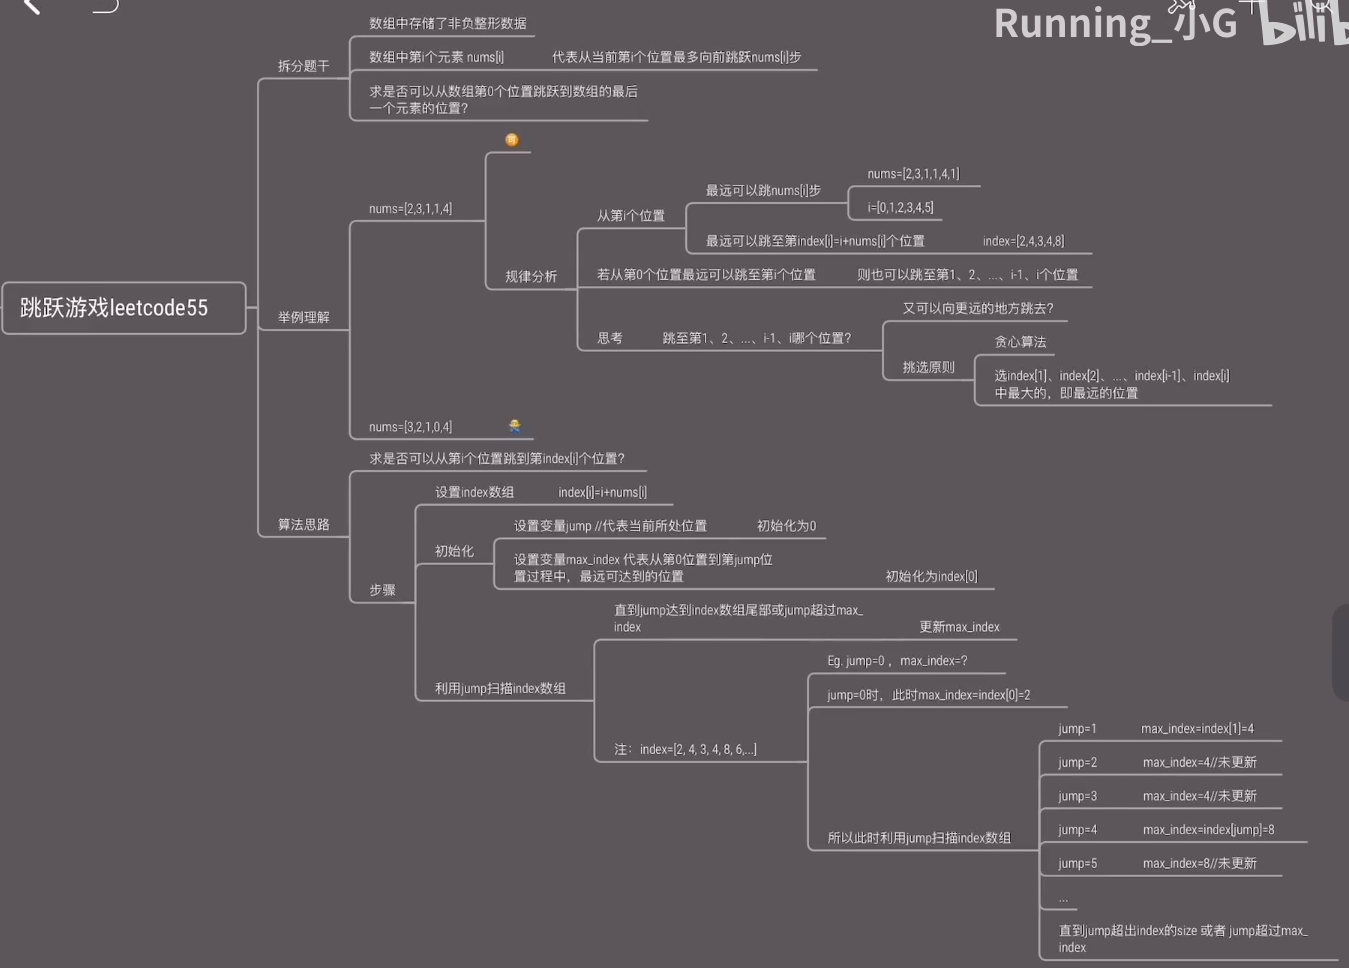 Running_小G bilib
数组中存储了非负整形数据
拆分题干
数组中第i个元素 nums[i] 代表从当前第i个位置最多向前跳跃nums[i]步
求是否可以从数组第0个位置跳跃到数组的最后
一个元素的位置?
跳跃游戏leetcode55
举例理解
nums=[2,3,1,1,4]
规律分析
从第i个位置
最远可以跳nums[i]步
nums=[2,3,1,1,4,1]
i=[0,1,2,3,4,5]
最远可以跳至第index[i]=i+nums[i]个位置 index=[2,4,3,4,8]
若从第0个位置最远可以跳至第i个位置 则也可以跳至第1、2、...、i-1、i个位置
思考 跳至第1、2、...、i-1、i哪个位置?
又可以向更远的地方跳去?
挑选原则
贪心算法
选index[1]、index[2]、...、index[i-1]、index[i]
中最大的，即最远的位置
nums=[3,2,1,0,4]
算法思路
求是否可以从第i个位置跳到第index[i]个位置?
步骤
设置index数组 index[i]=i+nums[i]
初始化
设置变量jump //代表当前所处位置 初始化为0
设置变量max_index 代表从第0位置到第jump位
置过程中，最远可达到的位置 初始化为index[0]
利用jump扫描index数组
直到jump达到index数组尾部或jump超过max_
index 更新max_index
注：index=[2, 4, 3, 4, 8, 6,...]
Eg. jump=0 ，max_index=?
jump=0时，此时max_index=index[0]=2
所以此时利用jump扫描index数组
jump=1 max_index=index[1]=4
jump=2 max_index=4//未更新
jump=3 max_index=4//未更新
jump=4 max_index=index[jump]=8
jump=5 max_index=8//未更新
...
直到jump超出index的size 或者 jump超过max_
index